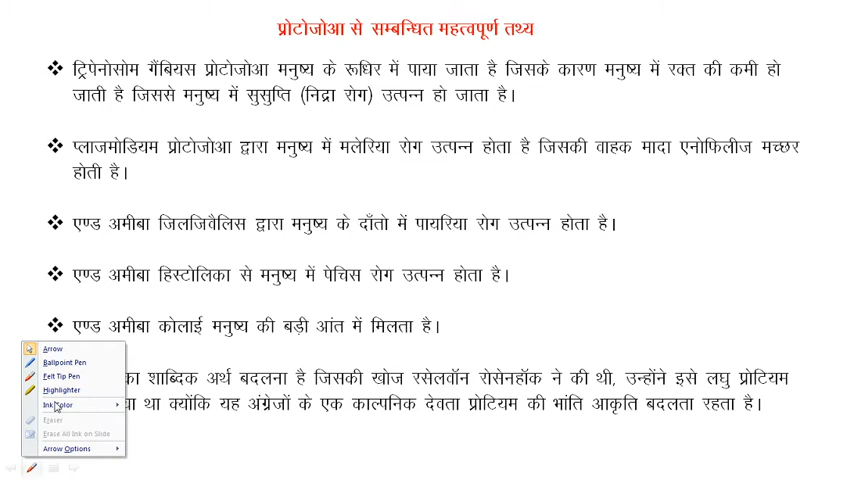 प्रोटोजोआ से सम्बन्धित महत्वपूर्ण तथ्य
❖ ट्रिपेनोसोम गैंबियस प्रोटोजोआ मनुष्य के रूधिर में पाया जाता है जिसके कारण मनुष्य में रक्त की कमी हो
जाती है जिससे मनुष्य में सुसुप्ति (निद्रा रोग) उत्पन्न हो जाता है।
❖ प्लाजमोडियम प्रोटोजोआ द्वारा मनुष्य में मलेरिया रोग उत्पन्न होता है जिसकी वाहक मादा एनोफिलीज मच्छर
होती है।
❖ एण्ड अमीबा जिलजिवैलिस द्वारा मनुष्य के दाँतो में पायरिया रोग उत्पन्न होता है।
❖ एण्ड अमीबा हिस्टोलिका से मनुष्य में पेचिस रोग उत्पन्न होता है।
❖ एण्ड अमीबा कोलाई मनुष्य की बड़ी आंत में मिलता है।
का शाब्दिक अर्थ बदलना है जिसकी खोज रसेलवॉन रोसेनहॉक ने की थी, उन्होंने इसे लघु प्रोटियम
था क्योंकि यह अंग्रेजों के एक काल्पनिक देवता प्रोटियम की भांति आकृति बदलता रहता है।
Arrow
Ballpoint Pen
Felt Tip Pen
Highlighter
Ink Color
Eraser
Erase All Ink on Slide
Arrow Options